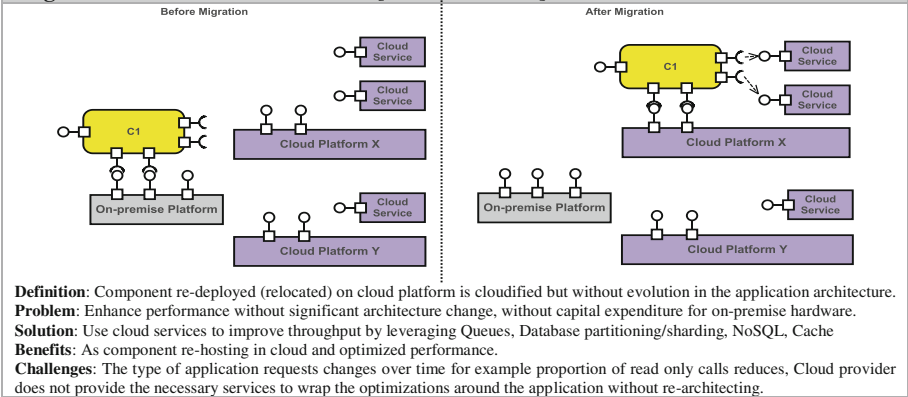 Before Migration
After Migration
Cloud
Service
Cloud
Service
C1
Cloud Platform X
On-premise Platform
Cloud
Service
Cloud Platform Y
C1
Cloud
Service
Cloud
Service
Cloud Platform X
On-premise Platform
Cloud
Service
Cloud Platform Y
Definition: Component re-deployed (relocated) on cloud platform is cloudified but without evolution in the application architecture.
Problem: Enhance performance without significant architecture change, without capital expenditure for on-premise hardware.
Solution: Use cloud services to improve throughput by leveraging Queues, Database partitioning/sharding, NoSQL, Cache
Benefits: As component re-hosting in cloud and optimized performance.
Challenges: The type of application requests changes over time for example proportion of read only calls reduces, Cloud provider
does not provide the necessary services to wrap the optimizations around the application without re-architecting.